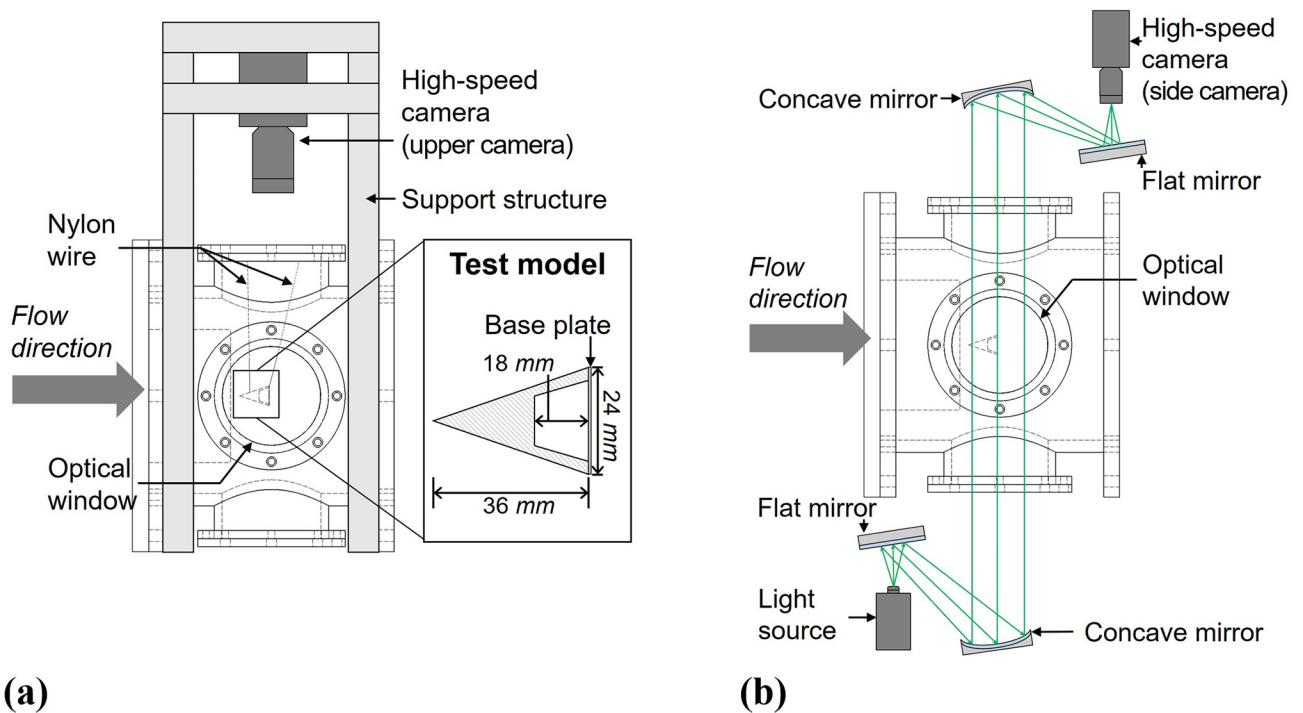 High-speed
camera
(upper camera)
Support structure
Nylon
wire
Flow
direction
Optical
window
Test model
Base plate
18 mm
24 mm
36 mm
(a)
High-speed
camera
(side camera)
Concave mirror
Flat mirror
Flow
direction
Optical
window
Flat mirror
Light
source
Concave mirror
(b)